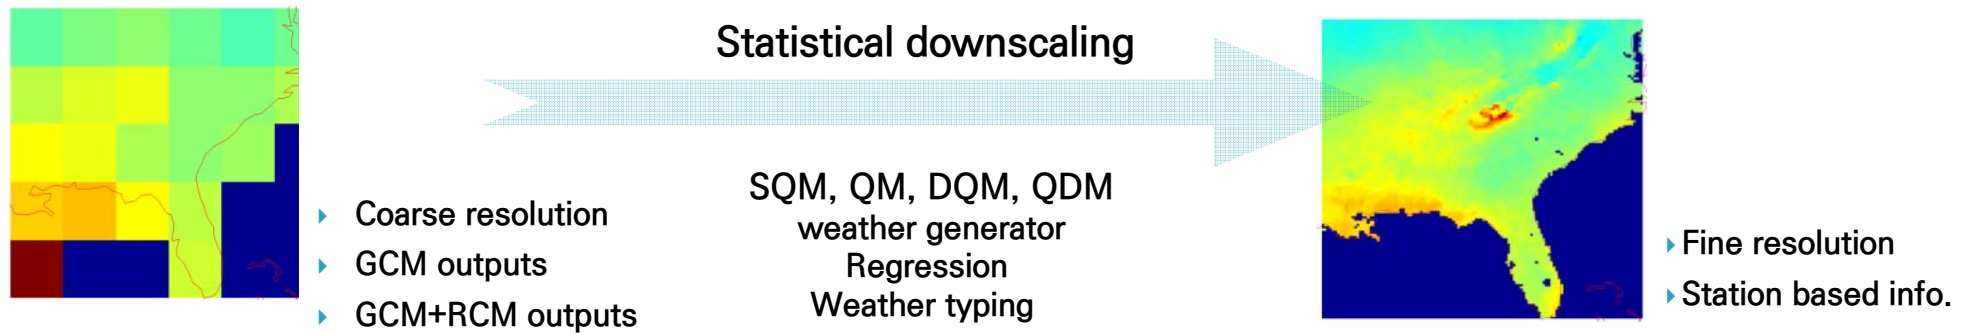 Statistical downscaling
Coarse resolution
GCM outputs
GCM+RCM outputs
SQM, QM, DQM, QDM
weather generator
Regression
Weather typing
Fine resolution
Station based info.